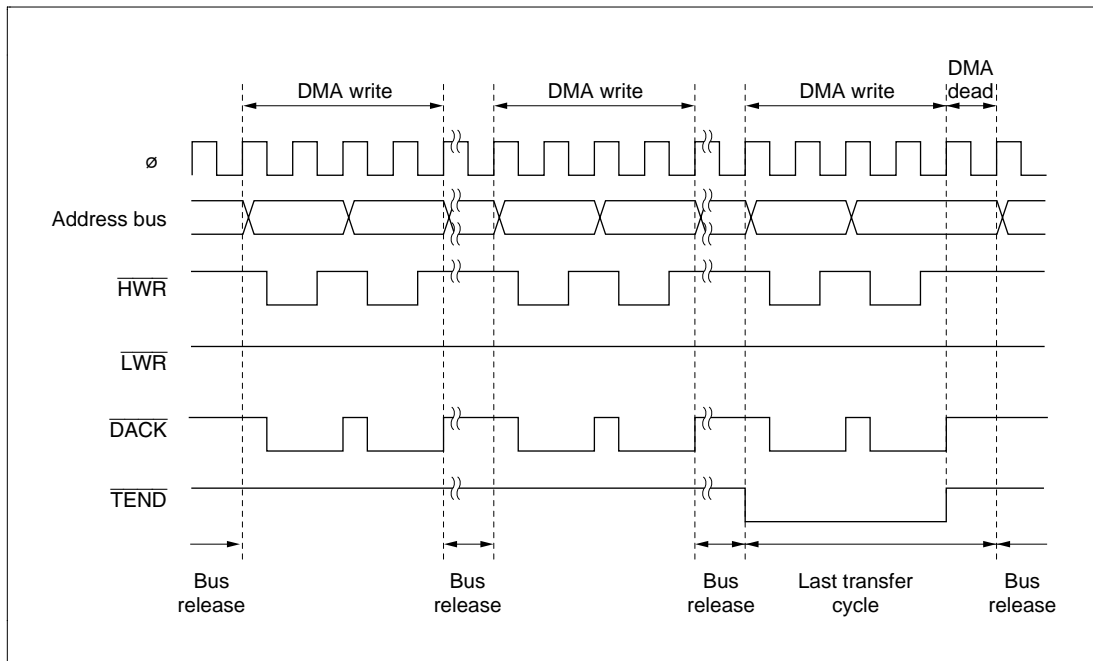 DMA
dead
DMA write
DMA write
DMA write
ø
Address bus
HWR
LWR
DACK
TEND
Bus
release
Bus
release
Bus
release
Last transfer
cycle
Bus
release